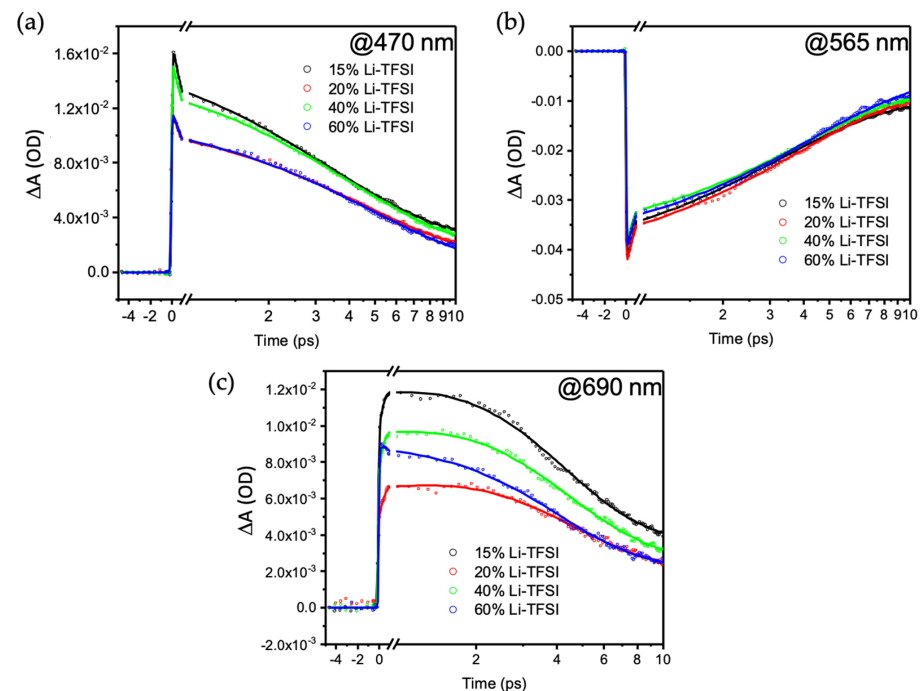 (a)
@470 nm
15% Li-TFSI
20% Li-TFSI
40% Li-TFSI
60% Li-TFSI
ΔA (OD)
1.6x10⁻²
1.2x10⁻²
8.0x10⁻³
4.0x10⁻³
0.0
-4 -2 0 2 3 4 5 6 7 8 910
Time (ps)
(b)
@565 nm
ΔA (OD)
0.00
-0.01
-0.02
-0.03
-0.04
-0.05
15% Li-TFSI
20% Li-TFSI
40% Li-TFSI
60% Li-TFSI
-4 -2 0 2 3 4 5 6 7 8 910
Time (ps)
(c)
@690 nm
ΔA (OD)
1.2x10⁻²
1.0x10⁻²
8.0x10⁻³
6.0x10⁻³
4.0x10⁻³
2.0x10⁻³
0.0
-2.0x10⁻³
15% Li-TFSI
20% Li-TFSI
40% Li-TFSI
60% Li-TFSI
-4 -2 0 2 4 6 8 10
Time (ps)